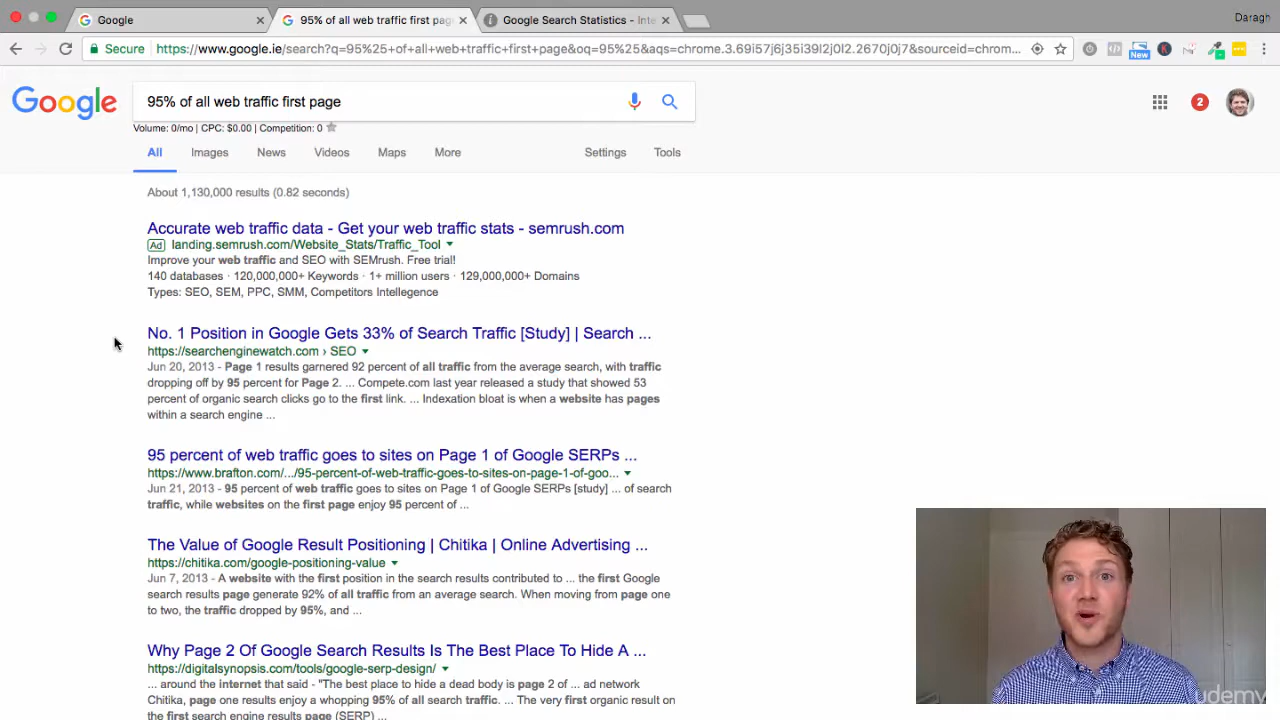 Google
95% of all web traffic first pag
Google Search Statistics - Inte
Daragh
Secure
https://www.google.ie/search?q=95%25+of+all+web+traffic+first+page&oq=95%25&aqs=chrome.3.69i57j6j35i39l2j0l2.2670j0j7&sourceid=chrom...
New
K
Google
95% of all web traffic first page
2
Volume: 0/mo | CPC: $0.00 | Competition: 0
All Images News Videos Maps More Settings Tools
About 1,130,000 results (0.82 seconds)
Accurate web traffic data - Get your web traffic stats - semrush.com
Ad landing.semrush.com/Website_Stats/Traffic_Tool
Improve your web traffic and SEO with SEMrush. Free trial!
140 databases · 120,000,000+ Keywords · 1+ million users · 129,000,000+ Domains
Types: SEO, SEM, PPC, SMM, Competitors Intellegence
No. 1 Position in Google Gets 33% of Search Traffic [Study] | Search ...
https://searchenginewatch.com › SEO
Jun 20, 2013 - Page 1 results garnered 92 percent of all traffic from the average search, with traffic
dropping off by 95 percent for Page 2. ... Compete.com last year released a study that showed 53
percent of organic search clicks go to the first link. ... Indexation bloat is when a website has pages
within a search engine ...
95 percent of web traffic goes to sites on Page 1 of Google SERPs ...
https://www.brafton.com/.../95-percent-of-web-traffic-goes-to-sites-on-page-1-of-goo...
Jun 21, 2013 - 95 percent of web traffic goes to sites on Page 1 of Google SERPs [study] ... of search
traffic, while websites on the first page enjoy 95 percent of ...
The Value of Google Result Positioning | Chitika | Online Advertising ...
https://chitika.com/google-positioning-value
Jun 7, 2013 - A website with the first position in the search results contributed to ... the first Google
search results page generate 92% of all traffic from an average search. When moving from page one
to two, the traffic dropped by 95%, and ...
Why Page 2 Of Google Search Results Is The Best Place To Hide A ...
https://digitalsynopsis.com/tools/google-serp-design/
... around the internet that said - "The best place to hide a dead body is page 2 of ... ad network
Chitika, page one results enjoy a whopping 95% of all search traffic. ... The very first organic result on
the first search engine results page (SERP) ...
udemy